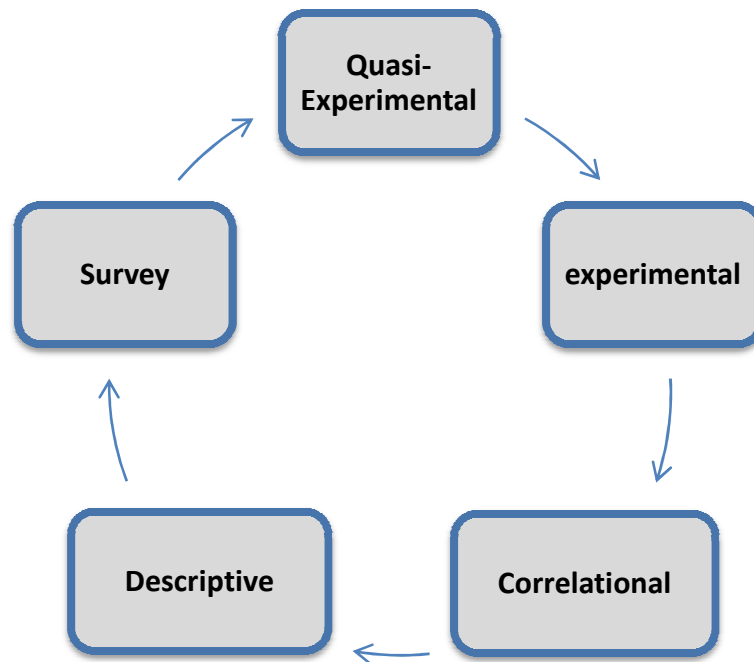 Quasi-
Experimental
experimental
Correlational
Descriptive
Survey